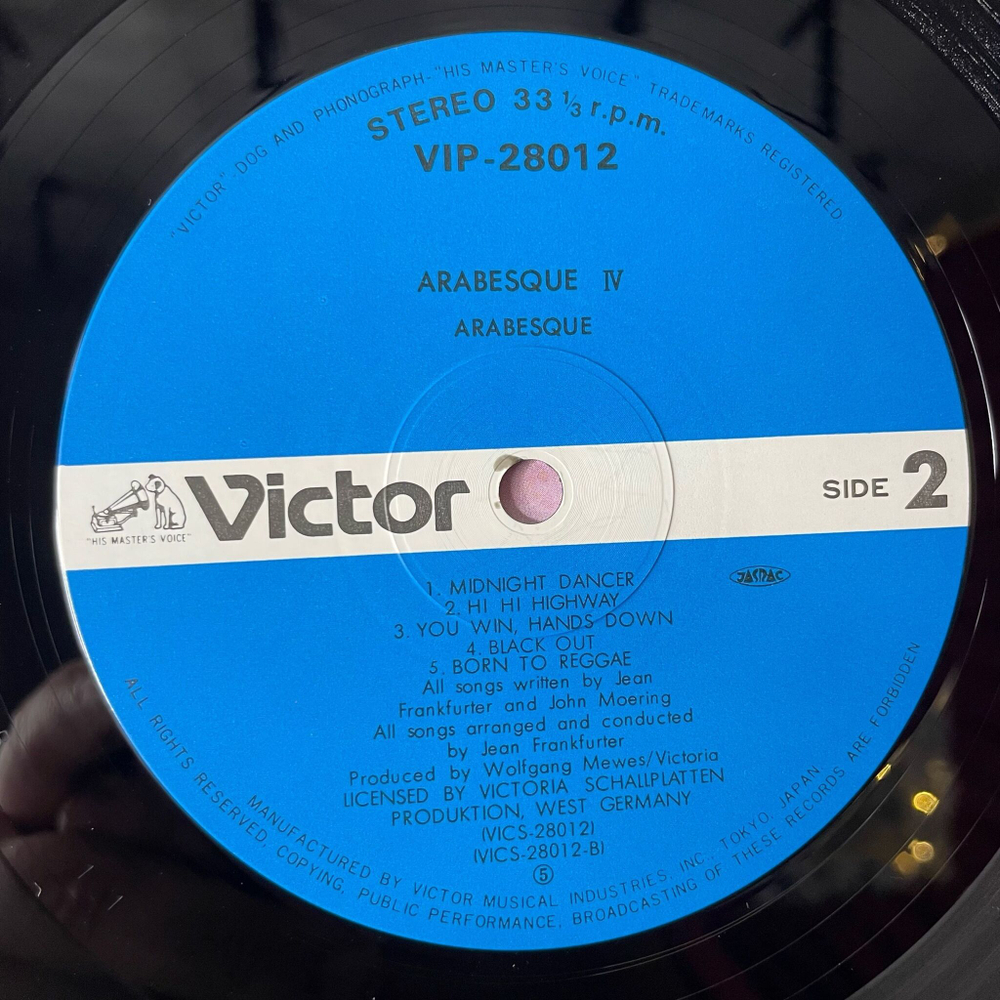 "VICTOR" DOG AND PHONOGRAPH-"HIS MASTER'S VOICE" TRADEMARKS REGISTERED.
STEREO 33 ⅓ r.p.m.
VIP-28012
ARABESQUE Ⅳ
ARABESQUE
"HIS MASTER'S VOICE"
Victor
SIDE 2
JASRAC
1. MIDNIGHT DANCER
2. HI HI HIGHWAY
3. YOU WIN, HANDS DOWN
4. BLACK OUT
5. BORN TO REGGAE
All songs written by Jean
Frankfurter and John Moering
All songs arranged and conducted
by Jean Frankfurter
Produced by Wolfgang Mewes/Victoria
LICENSED BY VICTORIA SCHALLPLATTEN
PRODUKTION, WEST GERMANY
(VICS-28012)
(VICS-28012-B)
⑤
MANUFACTURED BY VICTOR MUSICAL INDUSTRIES, INC., TOKYO, JAPAN
ALL RIGHTS RESERVED, COPYING, PUBLIC PERFORMANCE, BROADCASTING OF THESE RECORDS ARE FORBIDDEN